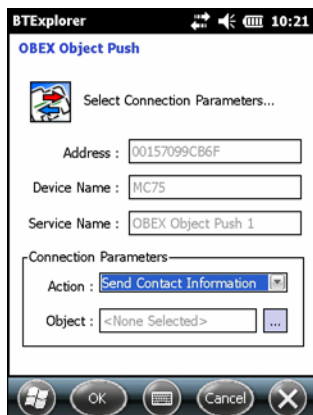 BTExplorer 10:21
OBEX Object Push
Select Connection Parameters...
Address : 00157099CB6F
Device Name : MC75
Service Name : OBEX Object Push 1
Connection Parameters
Action : Send Contact Information
Object : <None Selected> ...
OK Cancel